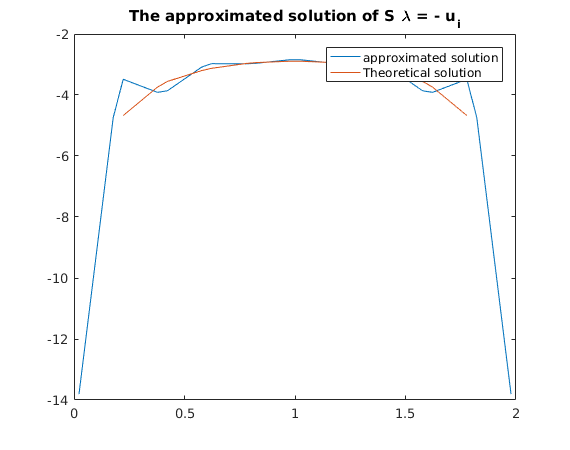 The approximated solution of S λ = - u_i
approximated solution
Theoretical solution
-2
-4
-6
-8
-10
-12
-14
0 0.5 1 1.5 2